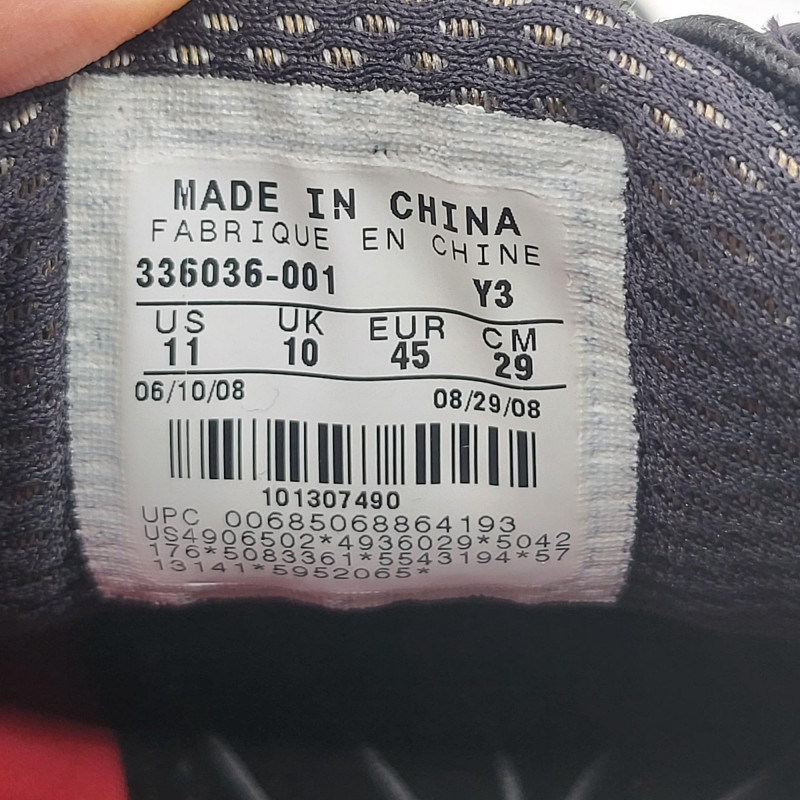 MADE IN CHINA
FABRIQUE EN CHINE
336036-001 Y3
US UK EUR CM
11 10 45 29
06/10/08 08/29/08
101307490
UPC 00685068864193
US4906502*4936029*5042
176*5083361*5543194*57
13141*5952065*